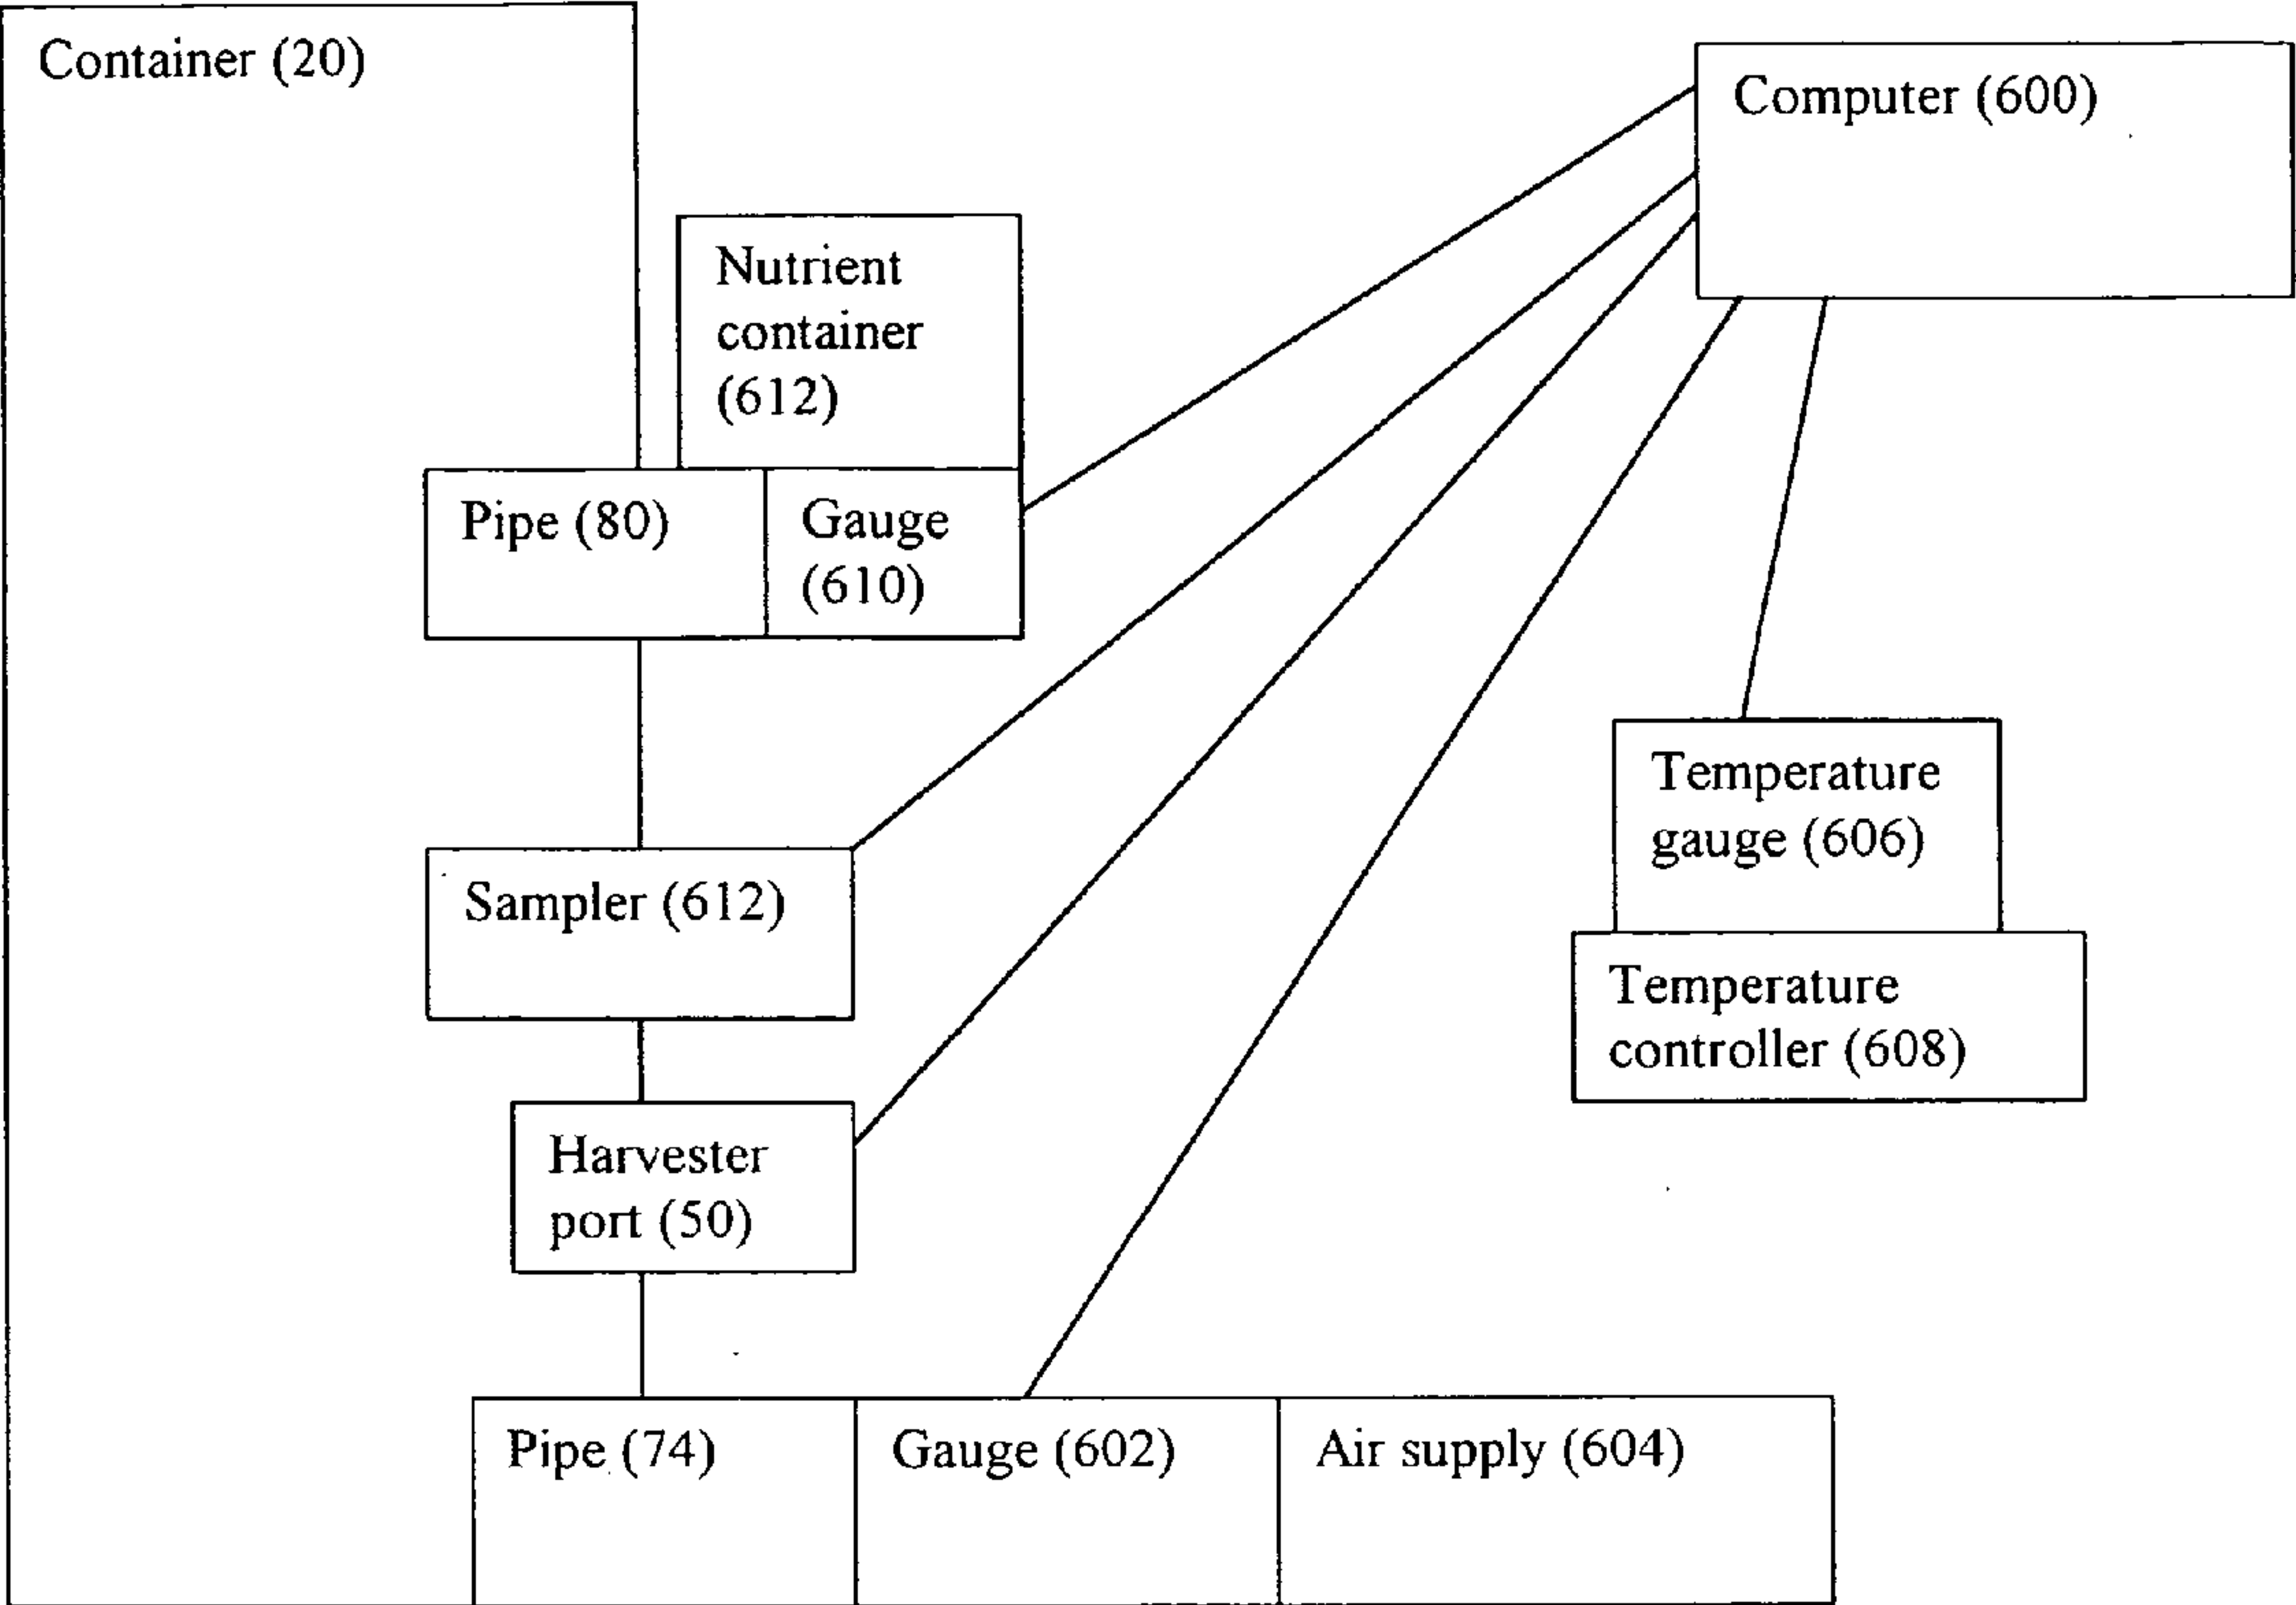 Container (20)
Computer (600)
Nutrient
container
(612)
Pipe (80)
Gauge
(610)
Temperature
gauge (606)
Sampler (612)
Temperature
controller (608)
Harvester
port (50)
Pipe (74)
Gauge (602)
Air supply (604)